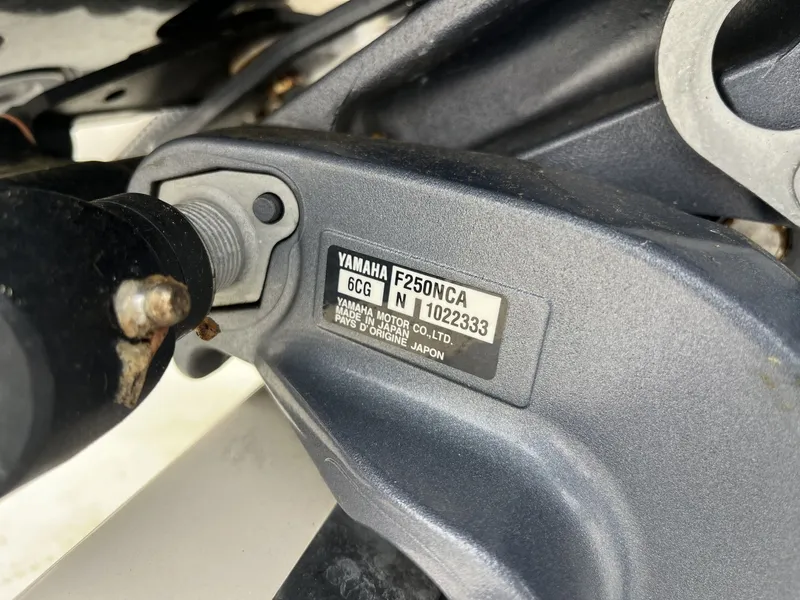 YAMAHA F250NCA
6CG N 1022333
YAMAHA MOTOR CO., LTD.
MADE IN JAPAN
PAYS D'ORIGINE JAPON